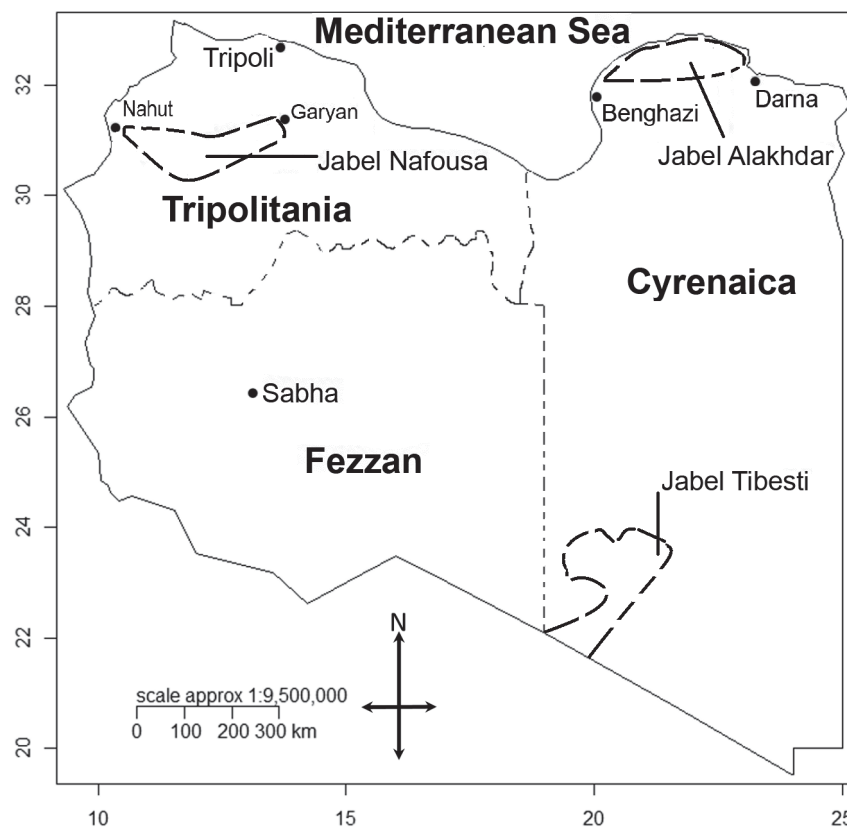 Mediterranean Sea
Tripoli
32
Nahut
Garyan
Benghazi
Darna
Jabel Nafousa
Jabel Alakhdar
30
Tripolitania
Cyrenaica
28
Sabha
26
Fezzan
Jabel Tibesti
24
22
N
scale approx 1:9,500,000
0 100 200 300 km
20
10 15 20 25